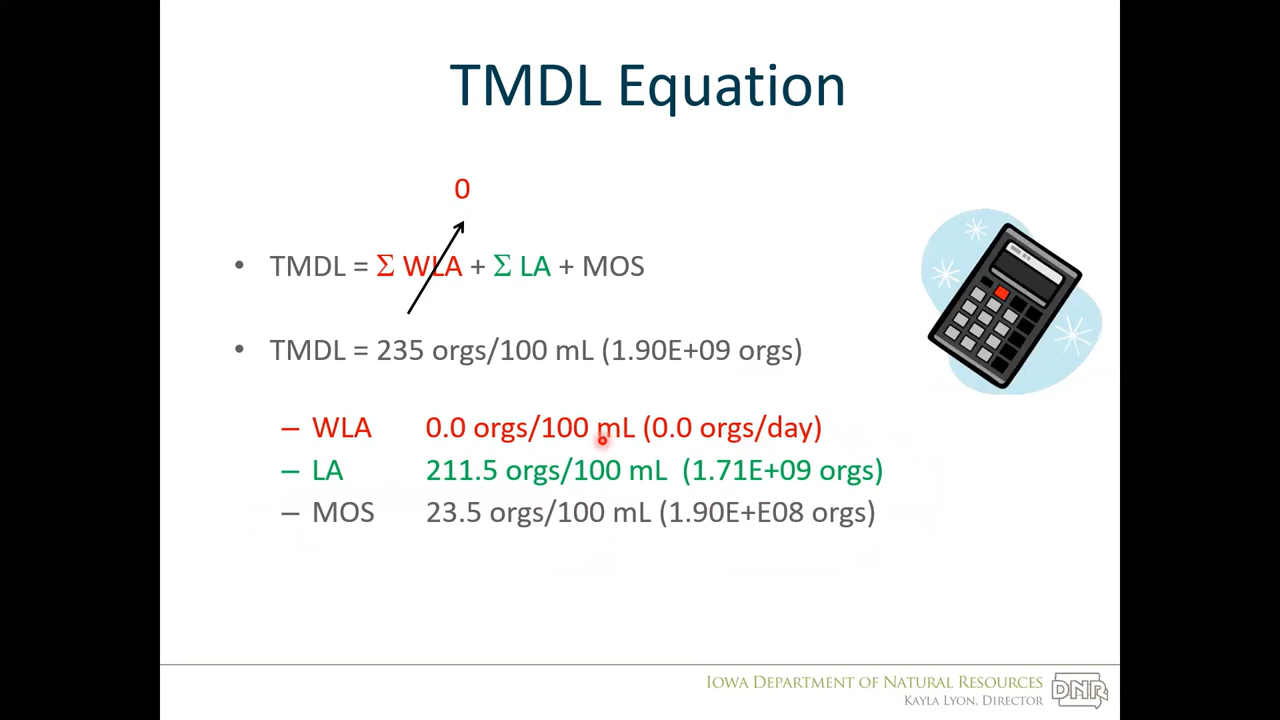 TMDL Equation
0
• TMDL = Σ WLA + Σ LA + MOS
• TMDL = 235 orgs/100 mL (1.90E+09 orgs)
– WLA 0.0 orgs/100 mL (0.0 orgs/day)
– LA 211.5 orgs/100 mL (1.71E+09 orgs)
– MOS 23.5 orgs/100 mL (1.90E+E08 orgs)
IOWA DEPARTMENT OF NATURAL RESOURCES
KAYLA LYON, DIRECTOR
DNR